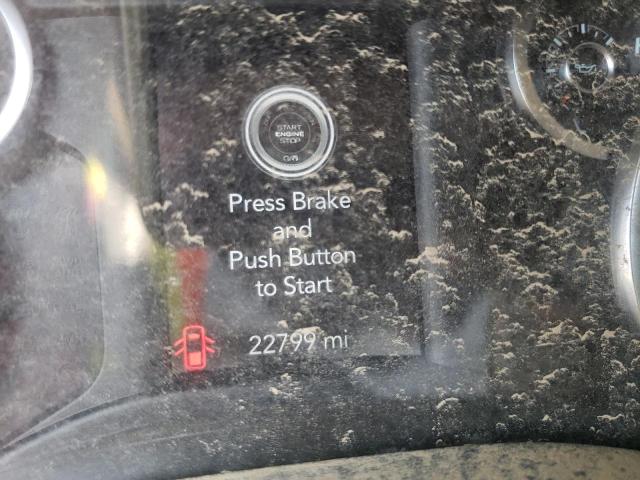 START
ENGINE
STOP
Press Brake
and
Push Button
to Start
22799 mi